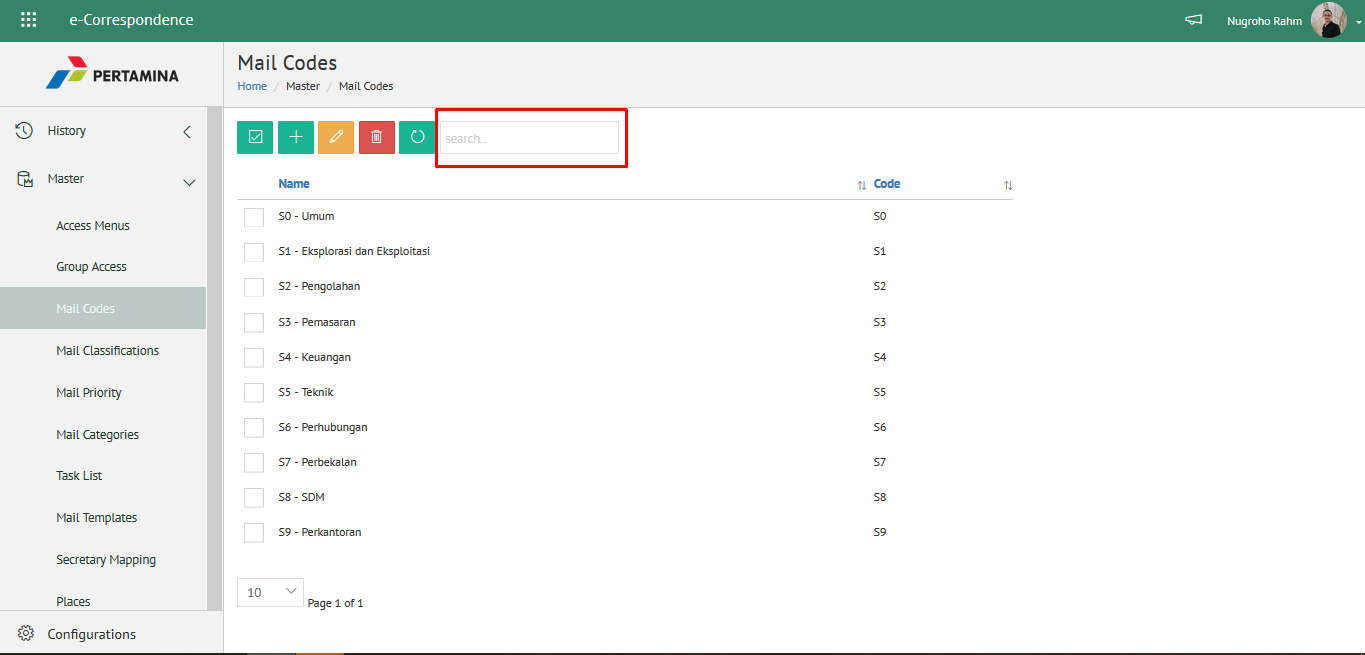 e-Correspondence
Nugroho Rahm
PERTAMINA
Mail Codes
Home / Master / Mail Codes
History
Master
Access Menus
Group Access
Mail Codes
Mail Classifications
Mail Priority
Mail Categories
Task List
Mail Templates
Secretary Mapping
Places
Configurations
search..
Name Code
S0 - Umum S0
S1 - Eksplorasi dan Eksploitasi S1
S2 - Pengolahan S2
S3 - Pemasaran S3
S4 - Keuangan S4
S5 - Teknik S5
S6 - Perhubungan S6
S7 - Perbekalan S7
S8 - SDM S8
S9 - Perkantoran S9
10 Page 1 of 1